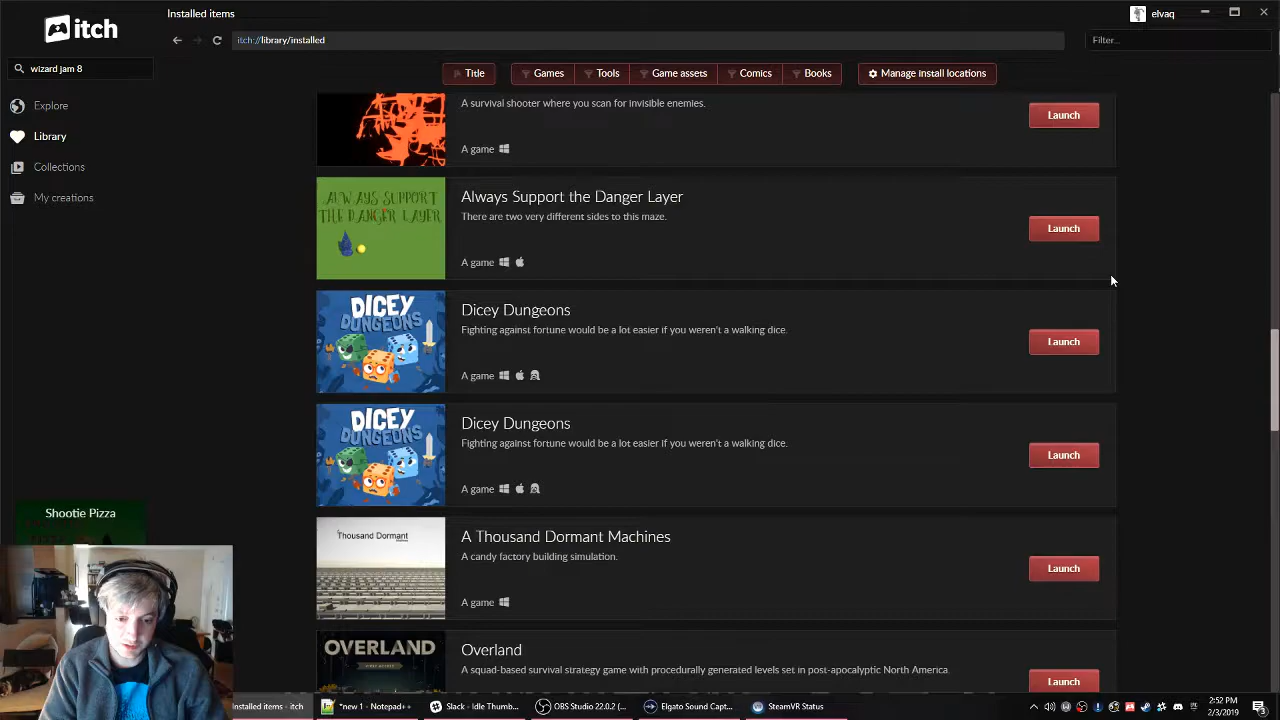 itch
Installed items
elvaq
itch://library/installed
Filter...
wizard jam 8
Title
Games
Tools
Game assets
Comics
Books
Manage install locations
Explore
Library
Collections
My creations
A survival shooter where you scan for invisible enemies.
Launch
A game
ALWAYS SUPPORT
THE DANGER LAYER
Always Support the Danger Layer
There are two very different sides to this maze.
Launch
A game
DICEY
DUNGEONS
Dicey Dungeons
Fighting against fortune would be a lot easier if you weren't a walking dice.
Launch
A game
DICEY
DUNGEONS
Dicey Dungeons
Fighting against fortune would be a lot easier if you weren't a walking dice.
Launch
A game
Thousand Dormant
A Thousand Dormant Machines
A candy factory building simulation.
Launch
A game
OVERLAND
Overland
A squad-based survival strategy game with procedurally generated levels set in post-apocalyptic North America.
Launch
Shootie Pizza
Installed items - itch
*new 1 - Notepad++
Slack - Idle Thumb...
OBS Studio 22.0.2 (...
Elgato Soun...
SteamVR Status
2:52 PM
2/3/2019